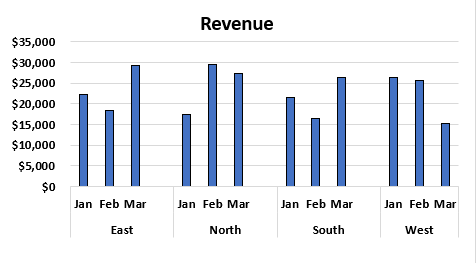 Revenue
$35,000
$30,000
$25,000
$20,000
$15,000
$10,000
$5,000
$0
Jan Feb Mar Jan Feb Mar Jan Feb Mar Jan Feb Mar
East North South West